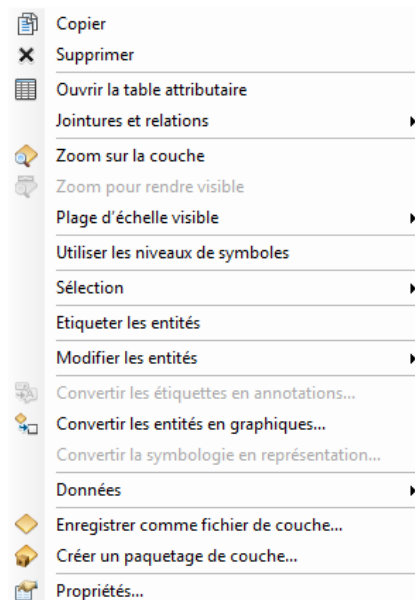 Copier
Supprimer
Ouvrir la table attributaire
Jointures et relations
Zoom sur la couche
Zoom pour rendre visible
Plage d'échelle visible
Utiliser les niveaux de symboles
Sélection
Etiqueter les entités
Modifier les entités
Convertir les étiquettes en annotations...
Convertir les entités en graphiques...
Convertir la symbologie en représentation...
Données
Enregistrer comme fichier de couche...
Créer un paquetage de couche...
Propriétés...